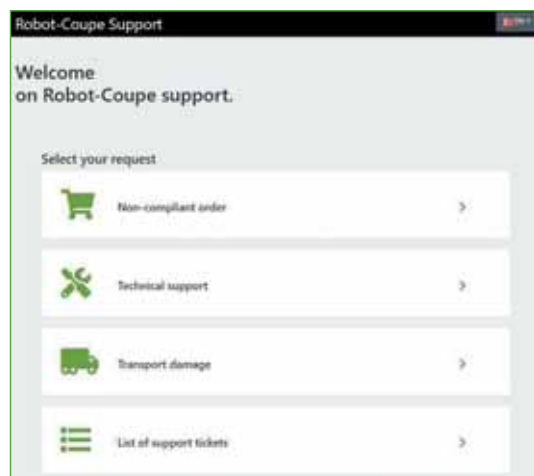 Robot-Coupe Support
Welcome
on Robot-Coupe support.
Select your request
Non-compliant order
Technical support
Transport damage
List of support tickets